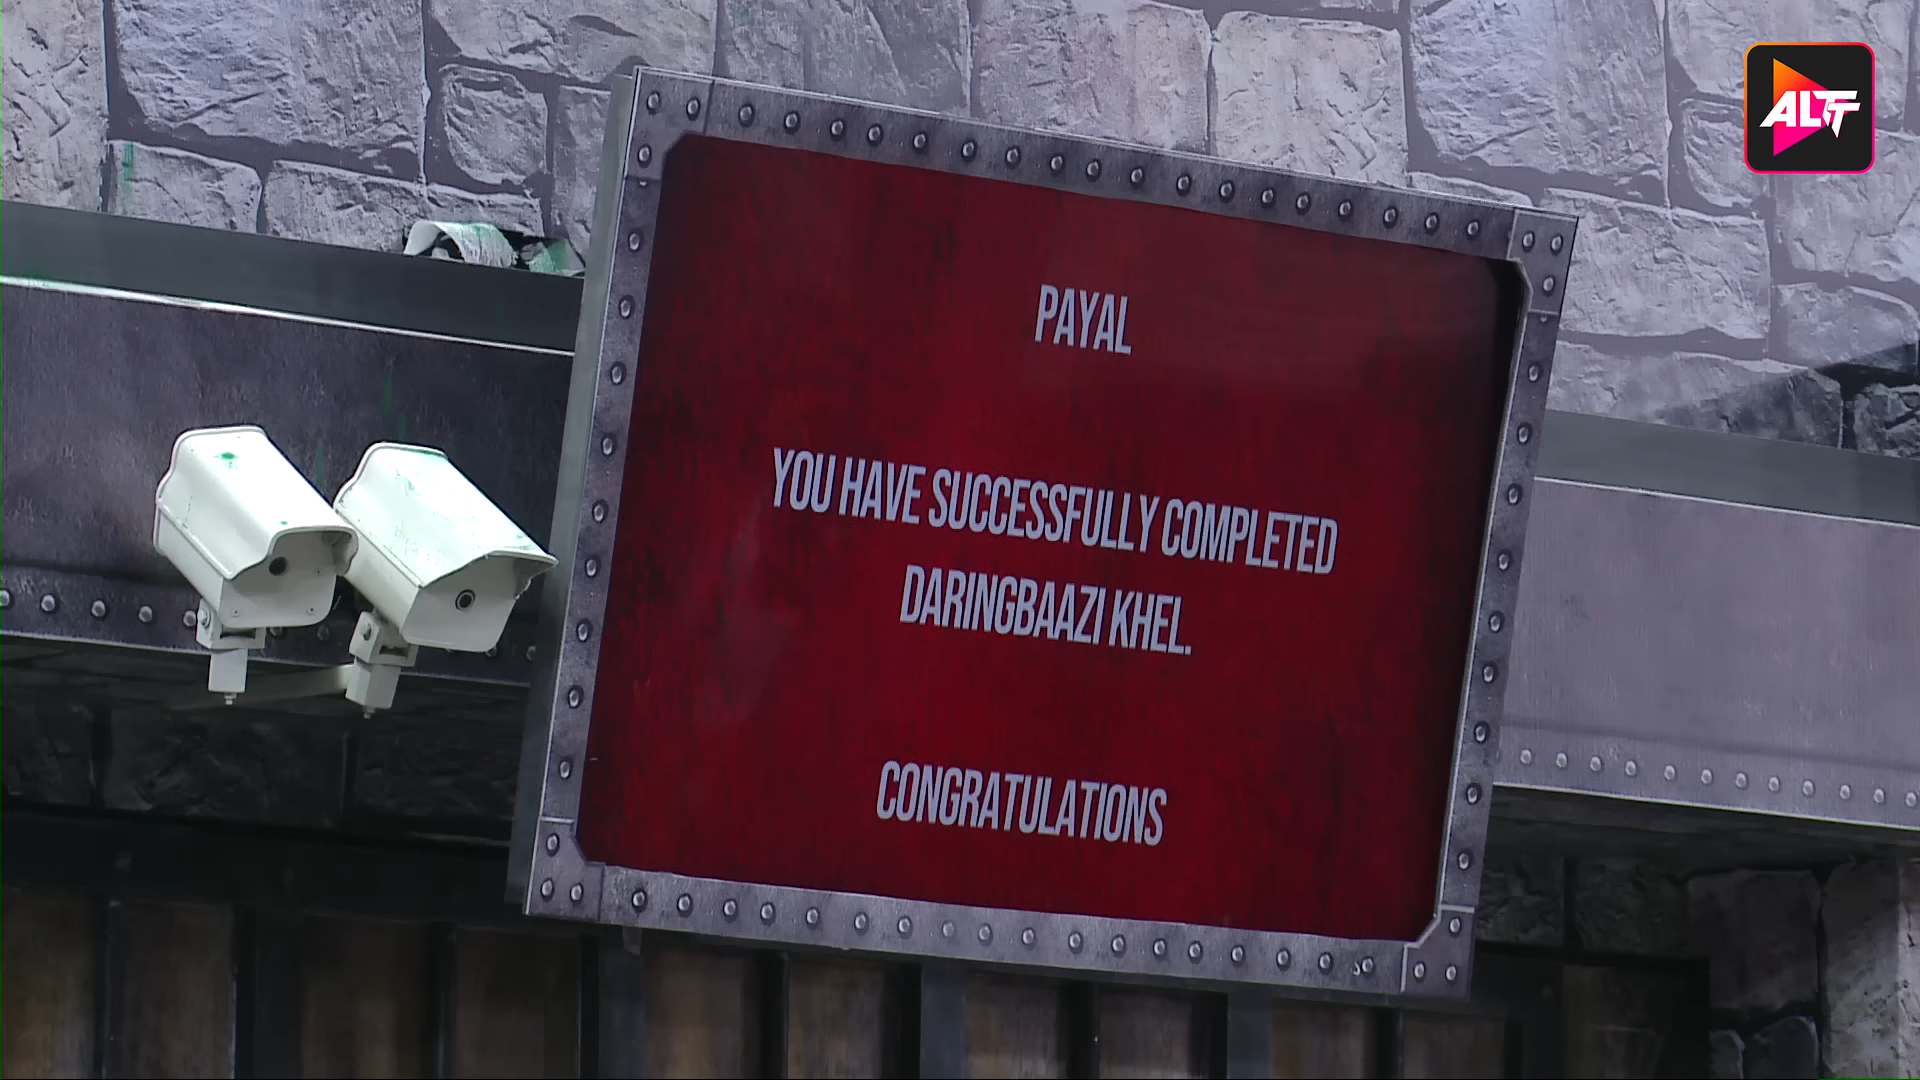 ALTT
PAYAL
YOU HAVE SUCCESSFULLY COMPLETED
DARINGBAAZI KHEL.
CONGRATULATIONS